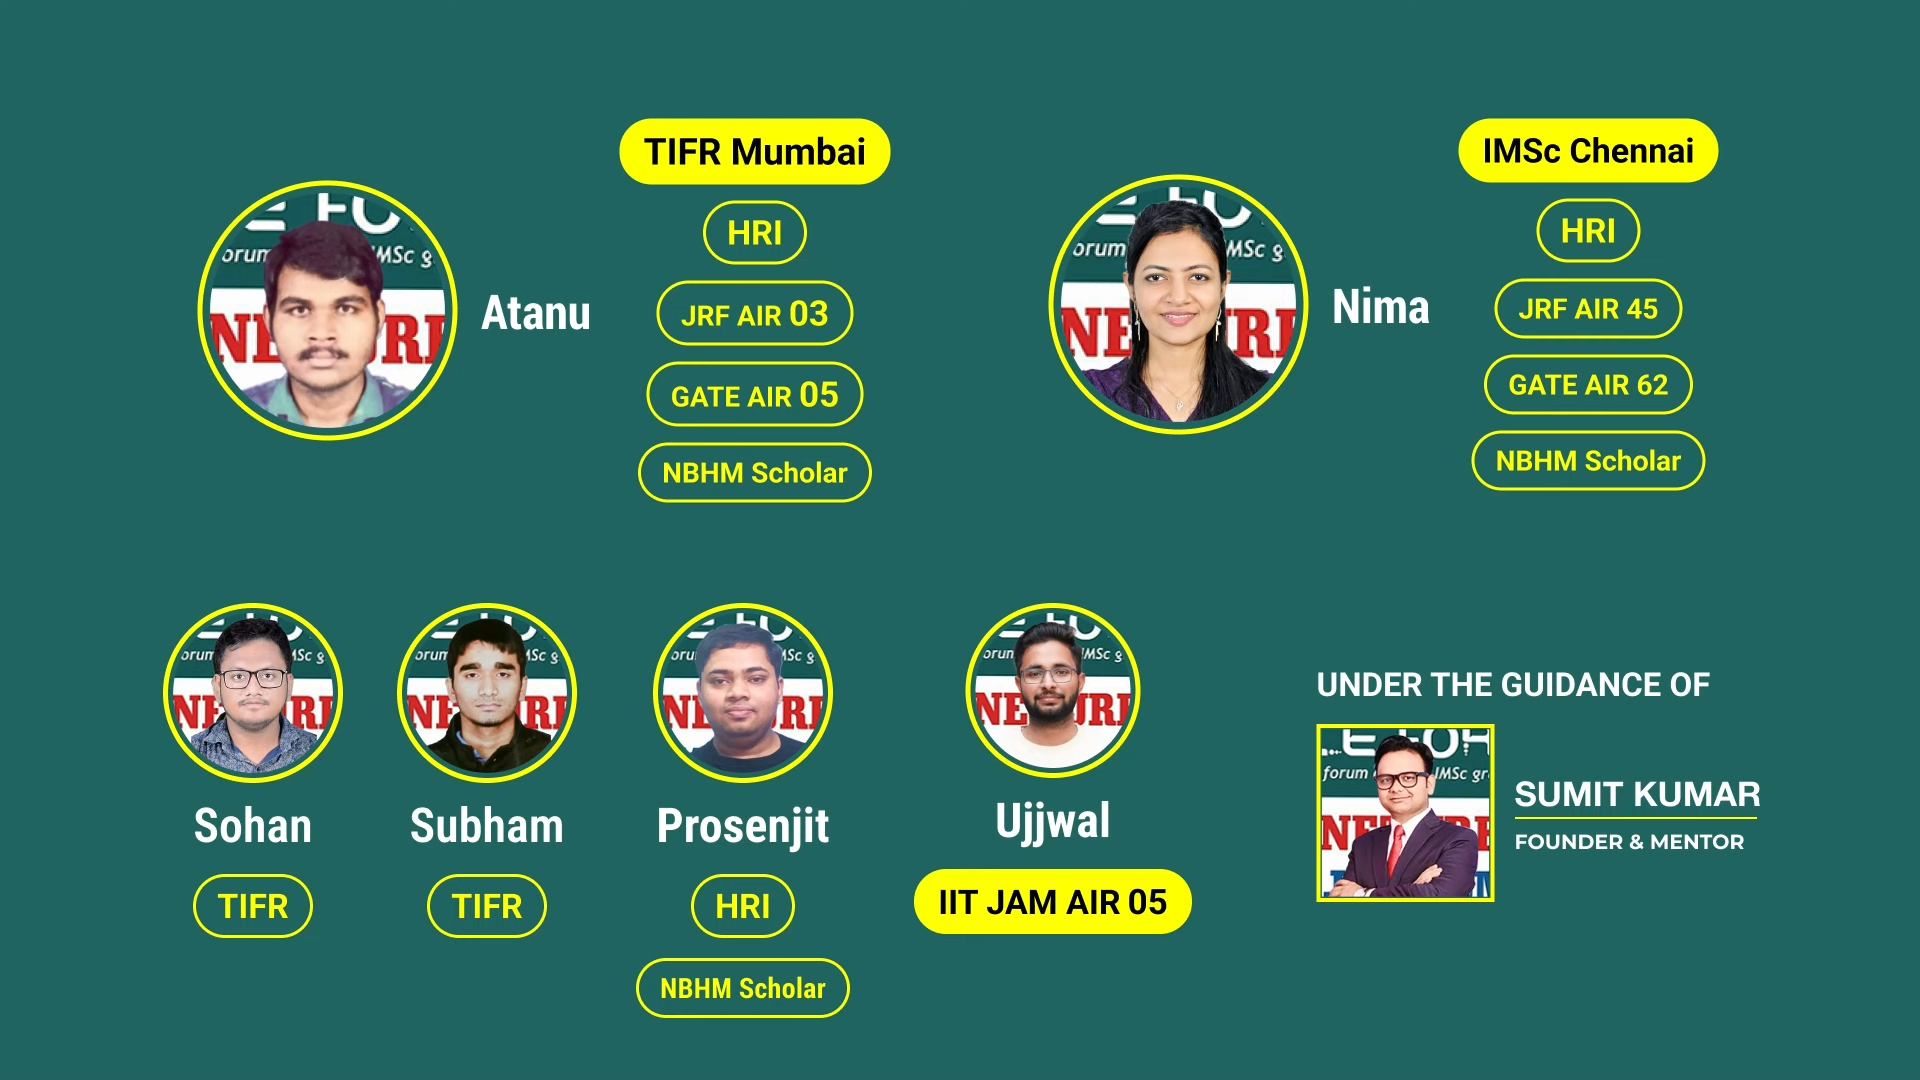 TIFR Mumbai
HRI
JRF AIR 03
GATE AIR 05
NBHM Scholar
Atanu
IMSc Chennai
HRI
JRF AIR 45
GATE AIR 62
NBHM Scholar
Nima
Sohan
TIFR
Subham
TIFR
Prosenjit
HRI
NBHM Scholar
Ujjwal
IIT JAM AIR 05
UNDER THE GUIDANCE OF
forum
SUMIT KUMAR
FOUNDER & MENTOR